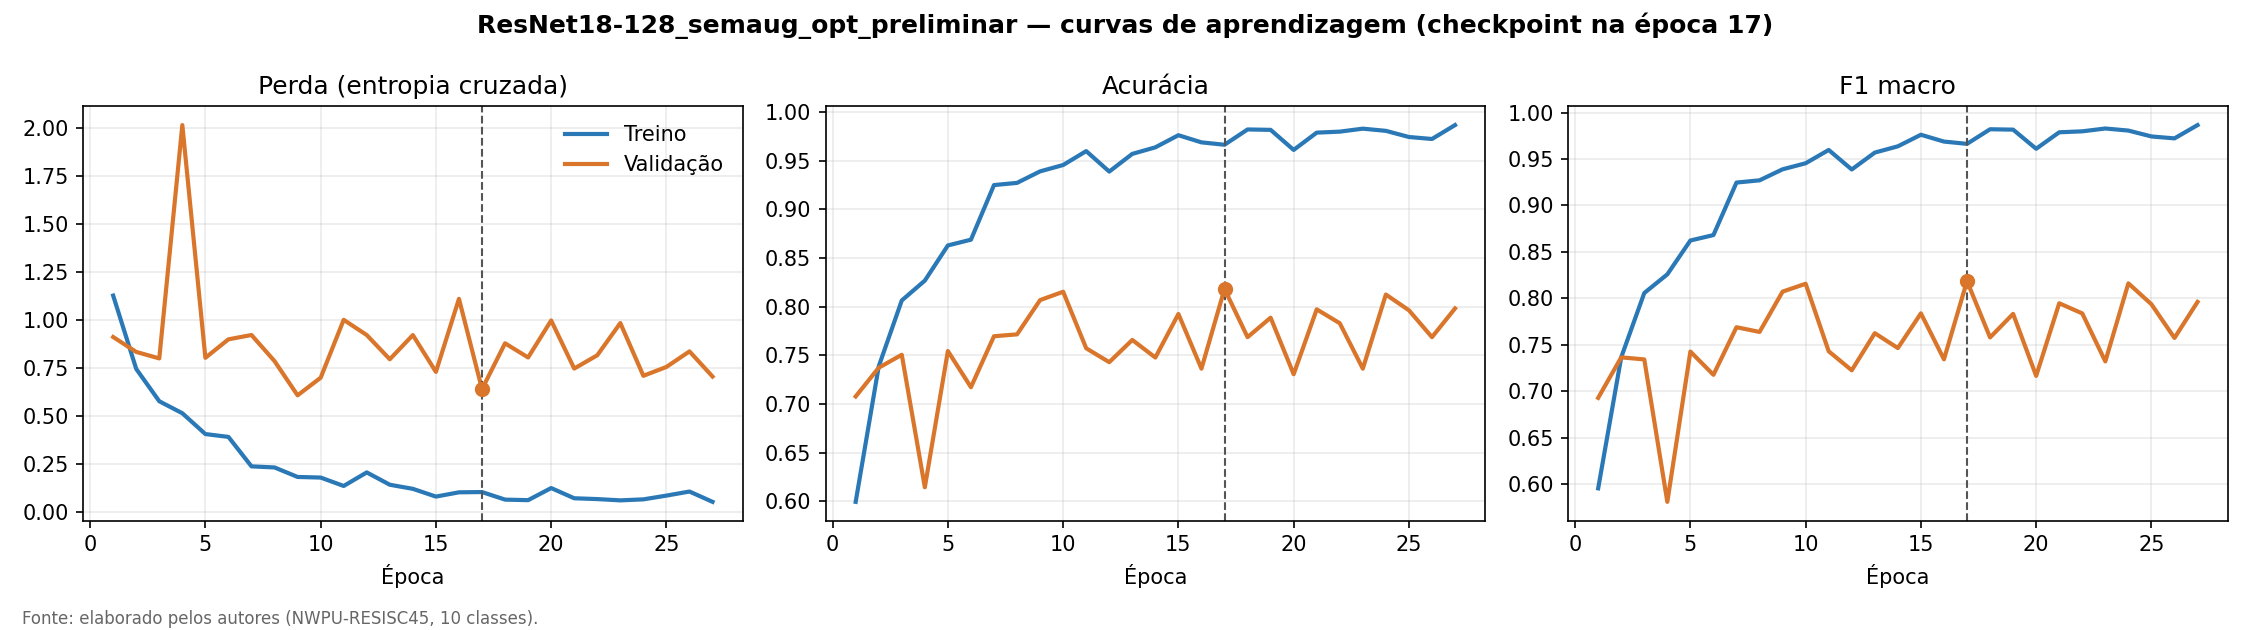 ResNet18-128_semaug_opt_preliminar — curvas de aprendizagem (checkpoint na época 17)
Perda (entropia cruzada)
2.00
1.75
1.50
1.25
1.00
0.75
0.50
0.25
0.00
Treino
Validação
0 5 10 15 20 25
Época
Acurácia
1.00
0.95
0.90
0.85
0.80
0.75
0.70
0.65
0.60
0 5 10 15 20 25
Época
F1 macro
1.00
0.95
0.90
0.85
0.80
0.75
0.70
0.65
0.60
0 5 10 15 20 25
Época
Fonte: elaborado pelos autores (NWPU-RESISC45, 10 classes).